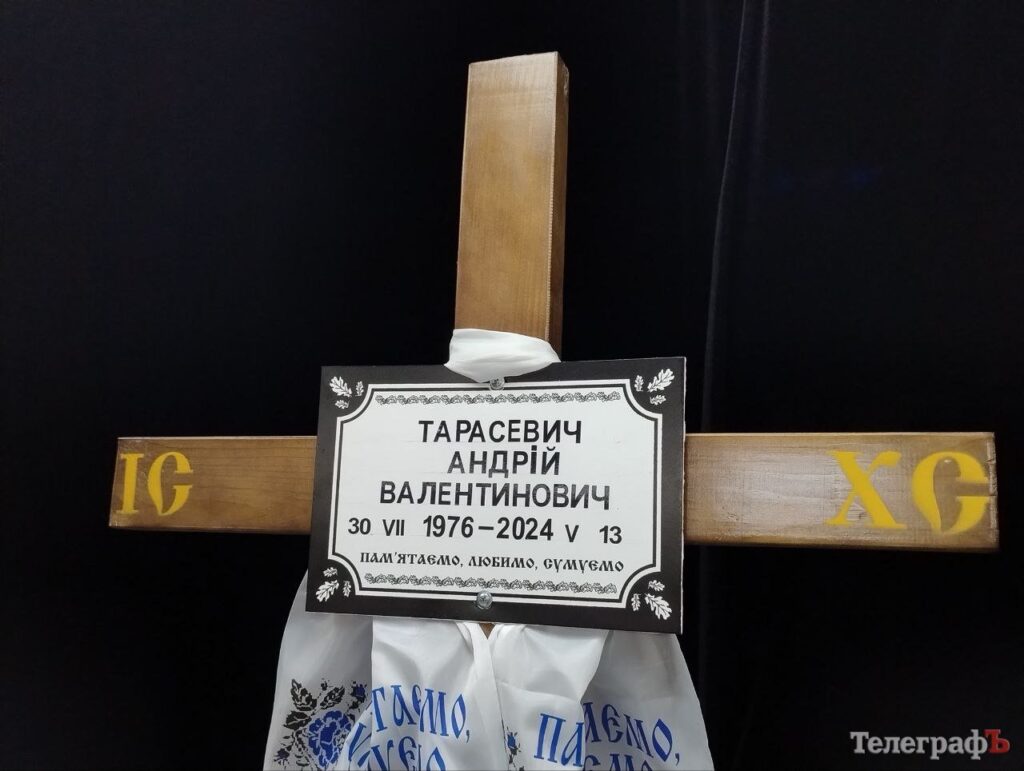 ТАРАСЕВИЧ
АНДРІЙ
ВАЛЕНТИНОВИЧ
30 VII 1976–2024 V 13
ПАМ'ЯТАЄМО, ЛЮБИМО, СУМУЄМО
ІС
ХС
ТелеграфЪ